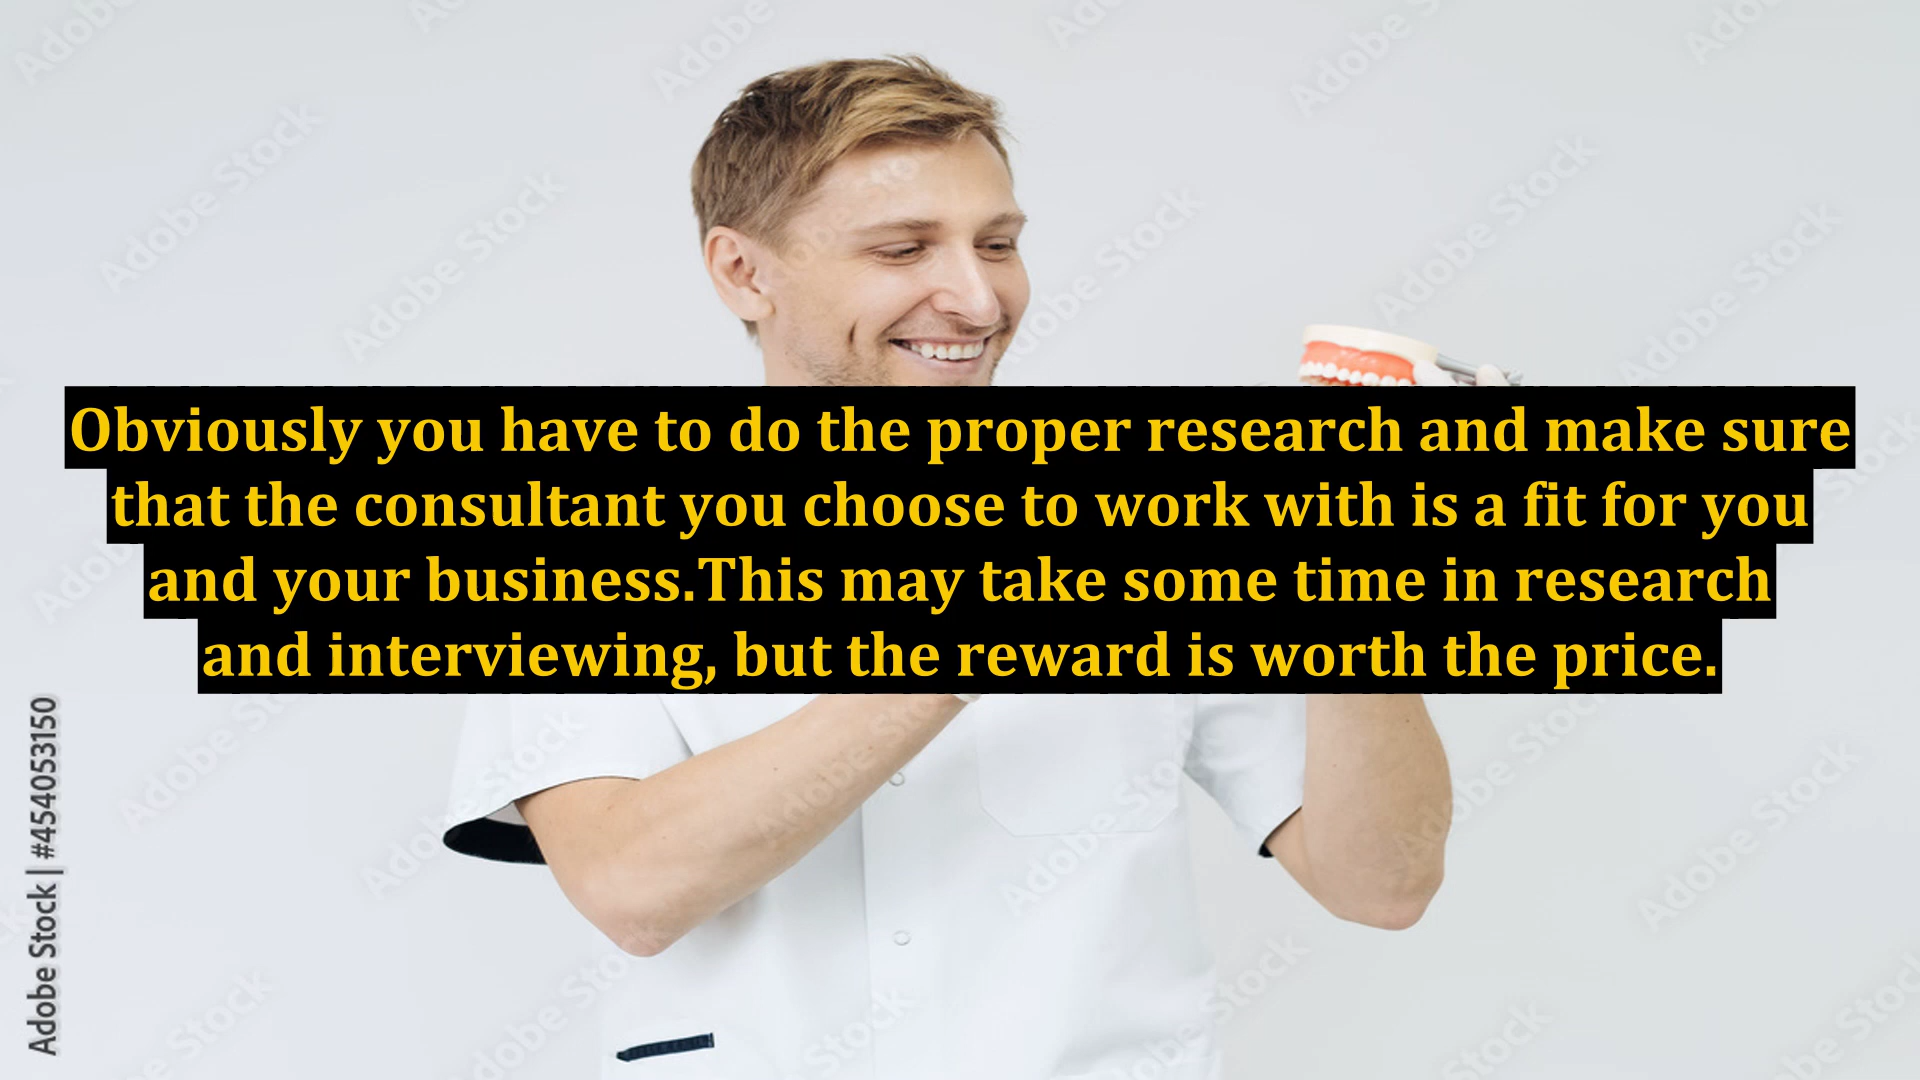 Obviously you have to do the proper research and make sure
that the consultant you choose to work with is a fit for you
and your business.This may take some time in research
and interviewing, but the reward is worth the price.
Adobe Stock | #454053150
Adobe Stock